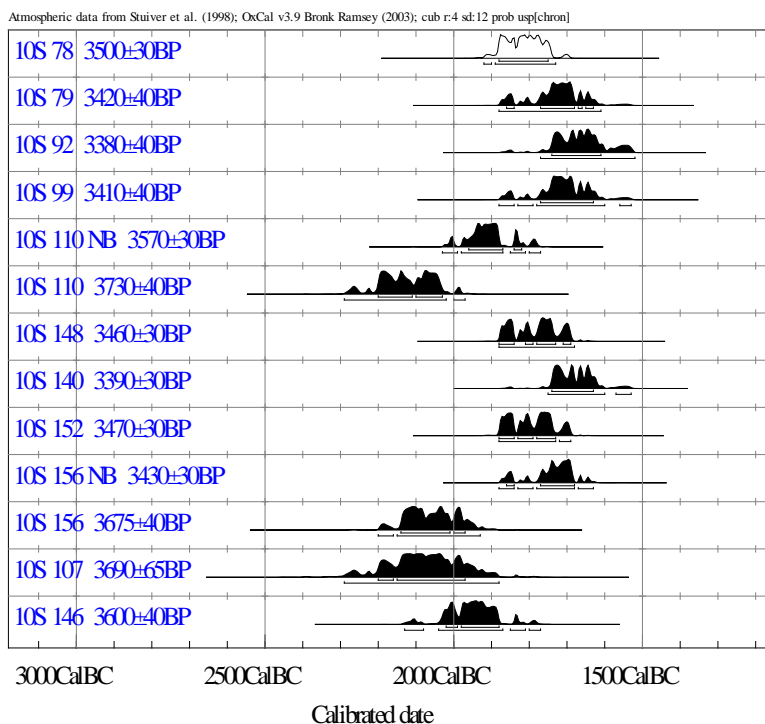 Atmospheric data from Stuiver et al. (1998); OxCal v3.9 Bronk Ramsey (2003); cub r:4 sd:12 prob usp[chron]
10S 78 3500±30BP
10S 79 3420±40BP
10S 92 3380±40BP
10S 99 3410±40BP
10S 110 NB 3570±30BP
10S 110 3730±40BP
10S 148 3460±30BP
10S 140 3390±30BP
10S 152 3470±30BP
10S 156 NB 3430±30BP
10S 156 3675±40BP
10S 107 3690±65BP
10S 146 3600±40BP
3000CalBC 2500CalBC 2000CalBC 1500CalBC
Calibrated date